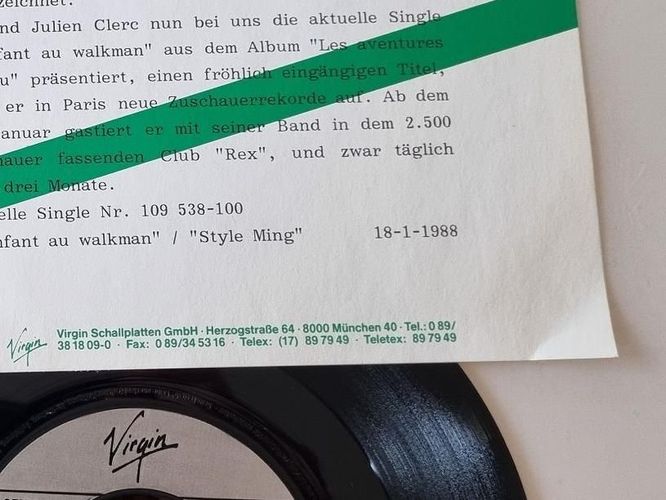 zeichnet.
nd Julien Clerc nun bei uns die aktuelle Single
fant au walkman" aus dem Album "Les aventures
u" präsentiert, einen fröhlich eingängigen Titel,
er in Paris neue Zuschauerrekorde auf. Ab dem
anuar gastiert er mit seiner Band in dem 2.500
auer fassenden Club "Rex", und zwar täglich
drei Monate.
elle Single Nr. 109 538-100
nfant au walkman" / "Style Ming" 18-1-1988
Virgin
Virgin Schallplatten GmbH · Herzogstraße 64 · 8000 München 40 · Tel.: 0 89/
38 18 09-0 · Fax: 0 89/34 53 16 · Telex: (17) 89 79 49 · Teletex: 89 79 49
Virgin